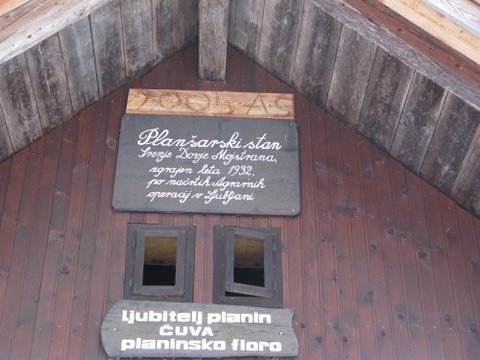 Planšarski stan
Srenje Dovje Mojstrana,
zgrajen leta 1932,
po načrtih Agrarnih
operacij v Ljubljani
Ljubitelj planin
ČUVA
planinsko floro